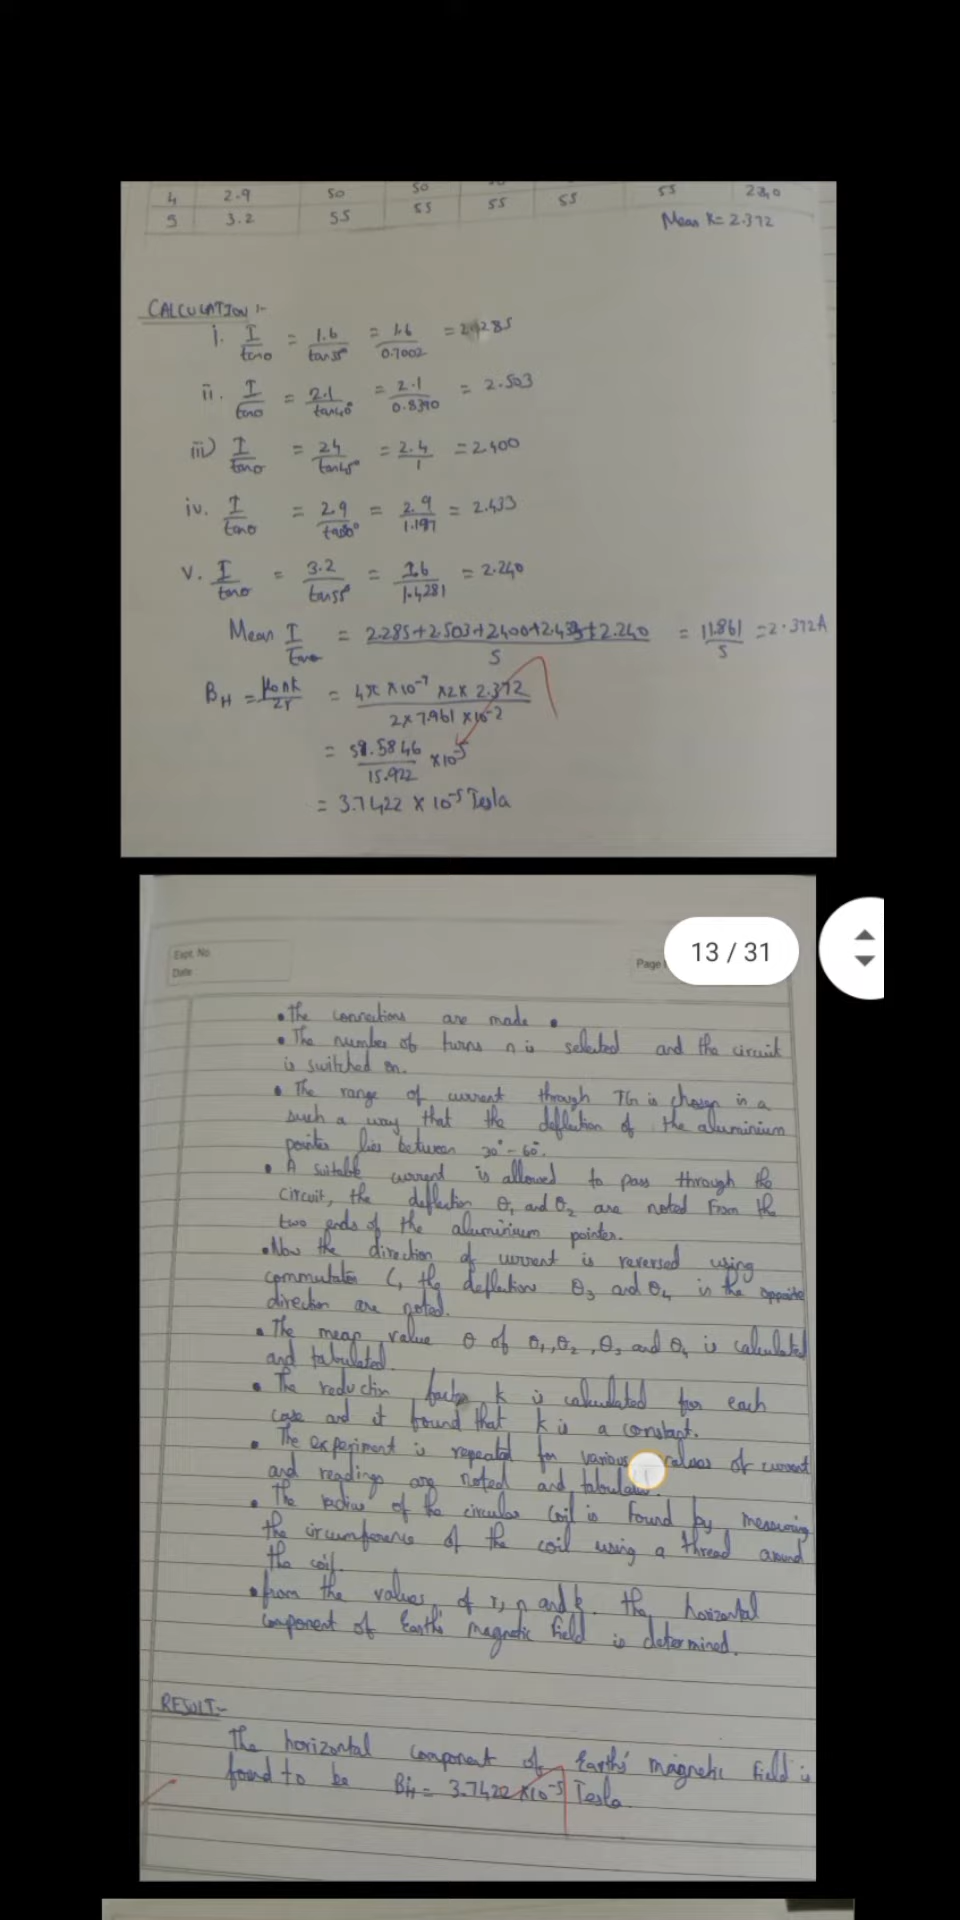 4 2.9 50 50 55 2240
5 3.2 55 55 55 55
Mean K= 2.372
CALCULATION :-
i. I/tanθ = 1.6/tan35° = 1.6/0.7002 = 2.285
ii. I/tanθ = 2.1/tan40° = 2.1/0.8390 = 2.503
iii) I/tanθ = 24/tan45° = 2.4/1 = 2.400
iv. I/tanθ = 2.9/tan50° = 2.9/1.191 = 2.433
v. I/tanθ = 3.2/tan55° = 1.6/1.4281 = 2.240
Mean I/tanθ = 2.285+2.503+2.400+2.433+2.240/5 = 11.861/5 = 2.372A
BH = μ0nk/2r = 4π×10-7×2×2.372/2×7.961×10-2
= 59.5846/15.922 ×10-5
= 3.7422 × 10-5 Tesla
Expt. No.
Date
Page
13 / 31
• The connections are made •
• The number of turns n is selected and the circuit
is switched on.
• The range of current through TG is chosen in a
such a way that the deflection of the aluminium
pointer lies between 30° - 60°.
• A suitable current is allowed to pass through the
circuit, the deflection θ1 and θ2 are noted From the
two ends of the aluminium pointer.
• Now the direction of current is reversed using
commutator C, the deflections θ3 and θ4 in the opposite
direction are noted.
• The mean value θ of θ1, θ2, θ3 and θ4 is calculated
and tabulated.
• The reduction factor k is calculated for each
case and it found that k is a constant.
• The experiment is repeated for various values of current
and readings are noted and
• The radius of the circular coil is found by measuring
the circumference of the coil using a thread around
the coil.
• from the values of r, n and k. the horizontal
component of Earth's magnetic field is determined.
RESULT:-
The horizontal component of Earth's magnetic Field is
found to be BH = 3.7422 ×10-5 Tesla.